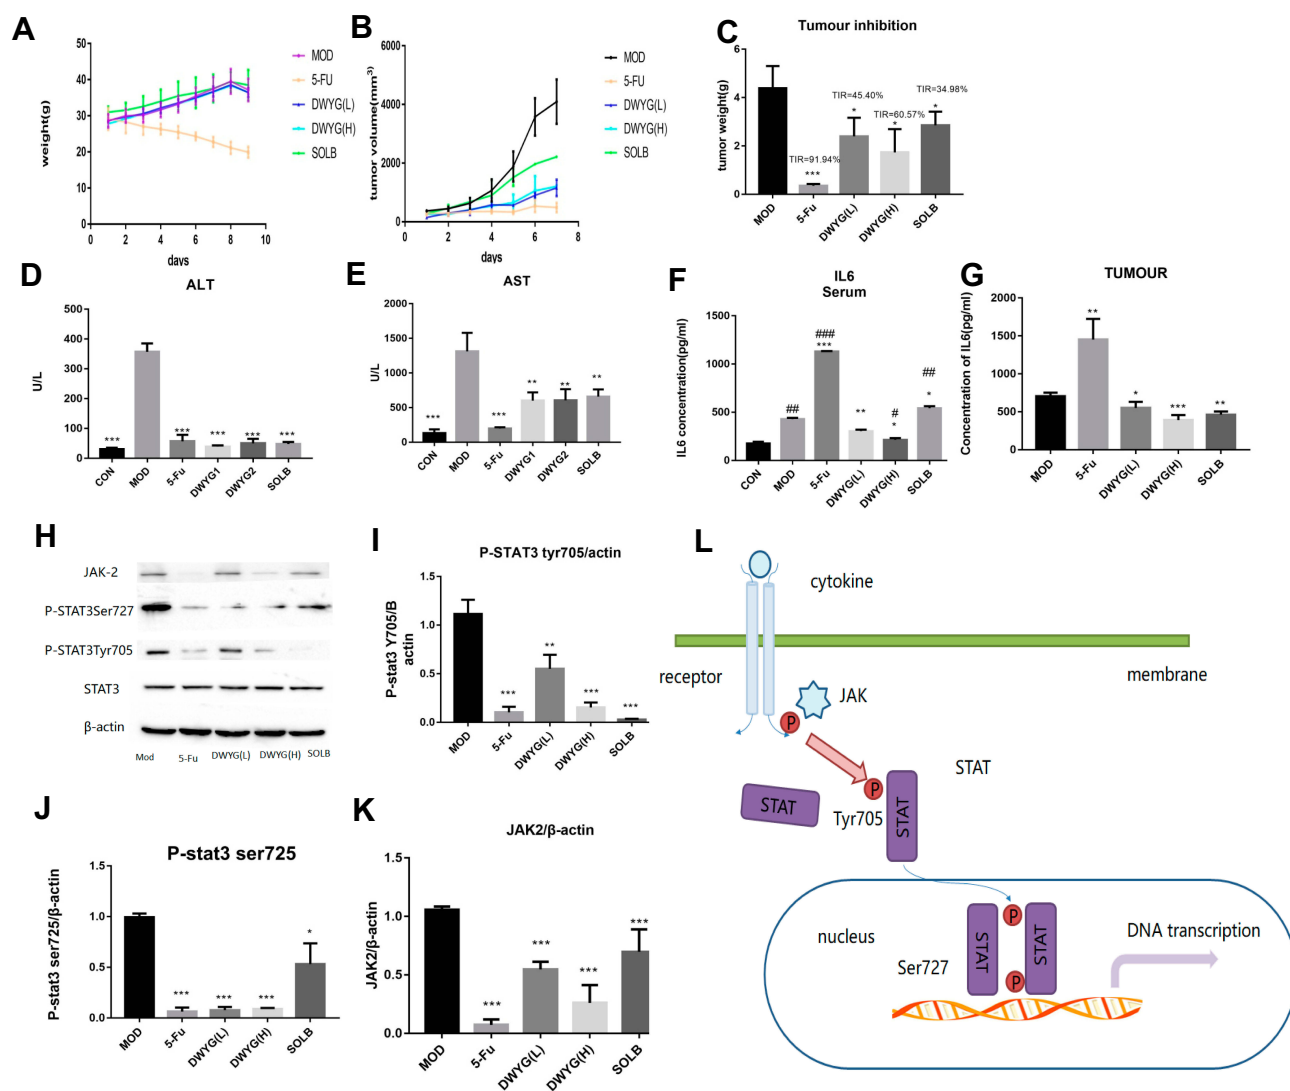 A
weight(g)
50
40
30
20
10
0
0
2
4
6
8
10
days
MOD
5-FU
DWYG(L)
DWYG(H)
SOLB
B
tumor volume(mm³)
6000
4000
2000
0
0
2
4
6
8
days
MOD
5-FU
DWYG(L)
DWYG(H)
SOLB
C
Tumour inhibition
tumor weight(g)
6
4
2
0
TIR=91.94%
***
TIR=45.40%
*
TIR=60.57%
*
TIR=34.98%
*
MOD
5-Fu
DWYG(L)
DWYG(H)
SOLB
D
ALT
U/L
500
400
300
200
100
0
***
***
***
***
***
CON
MOD
5-Fu
DWYG1
DWYG2
SOLB
E
AST
U/L
2000
1500
1000
500
0
***
***
**
**
**
CON
MOD
5-Fu
DWYG1
DWYG2
SOLB
F
IL6
Serum
IL6 concentration(pg/ml)
1500
1000
500
0
##
###
***
**
#
*
##
*
CON
MOD
5-Fu
DWYG(L)
DWYG(H)
SOLB
G
TUMOUR
Concentration of IL6(pg/ml)
2000
1500
1000
500
0
**
*
***
**
MOD
5-Fu
DWYG(L)
DWYG(H)
SOLB
H
JAK-2
P-STAT3Ser727
P-STAT3Tyr705
STAT3
β-actin
Mod
5-Fu
DWYG(L)
DWYG(H)
SOLB
I
P-STAT3 tyr705/actin
P-stat3 Y705/B
actin
1.5
1.0
0.5
0.0
***
**
***
***
MOD
5-Fu
DWYG(L)
DWYG(H)
SOLB
J
P-stat3 ser725
P-stat3 ser725/β-actin
1.5
1.0
0.5
0.0
***
***
***
*
MOD
5-Fu
DWYG(L)
DWYG(H)
SOLB
K
JAK2/β-actin
JAK2/β-actin
1.5
1.0
0.5
0.0
***
***
***
***
MOD
5-Fu
DWYG(L)
DWYG(H)
SOLB
L
cytokine
receptor
membrane
JAK
P
STAT
P
STAT
Tyr705
STAT
nucleus
P
STAT
STAT
Ser727
P
DNA transcription